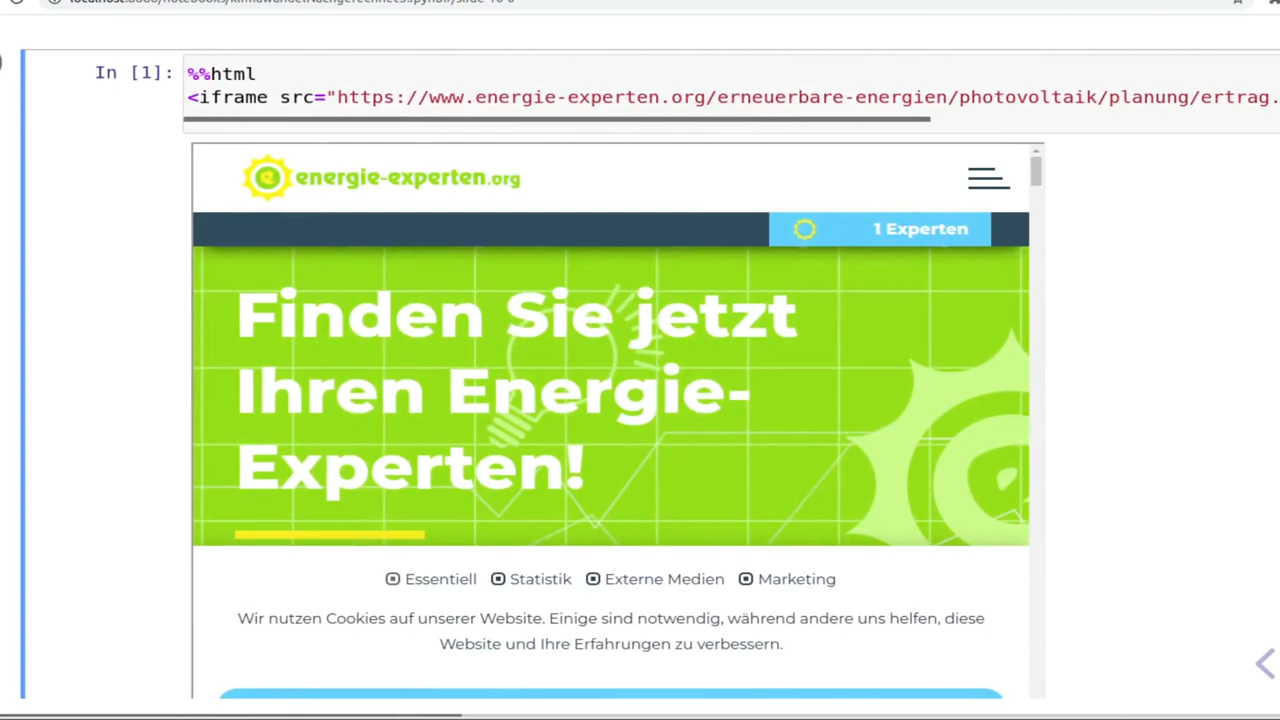 In [1]:
%%html
<iframe src="https://www.energie-experten.org/erneuerbare-energien/photovoltaik/planung/ertrag.
energie-experten.org
1 Experten
Finden Sie jetzt
Ihren Energie-
Experten!
Essentiell Statistik Externe Medien Marketing
Wir nutzen Cookies auf unserer Website. Einige sind notwendig, während andere uns helfen, diese
Website und Ihre Erfahrungen zu verbessern.